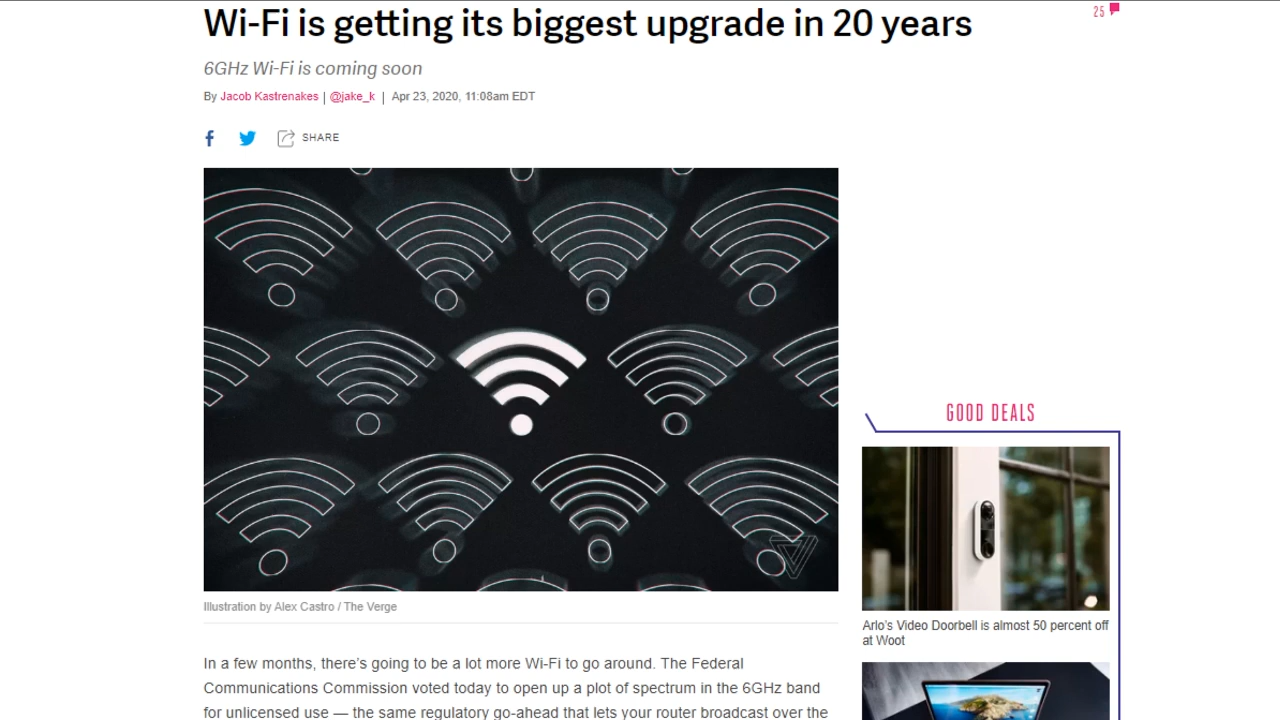 Wi-Fi is getting its biggest upgrade in 20 years
25
6GHz Wi-Fi is coming soon
By Jacob Kastrenakes | @jake_k | Apr 23, 2020, 11:08am EDT
SHARE
Illustration by Alex Castro / The Verge
In a few months, there’s going to be a lot more Wi-Fi to go around. The Federal
Communications Commission voted today to open up a plot of spectrum in the 6GHz band
for unlicensed use — the same regulatory go-ahead that lets your router broadcast over the
GOOD DEALS
Arlo’s Video Doorbell is almost 50 percent off
at Woot